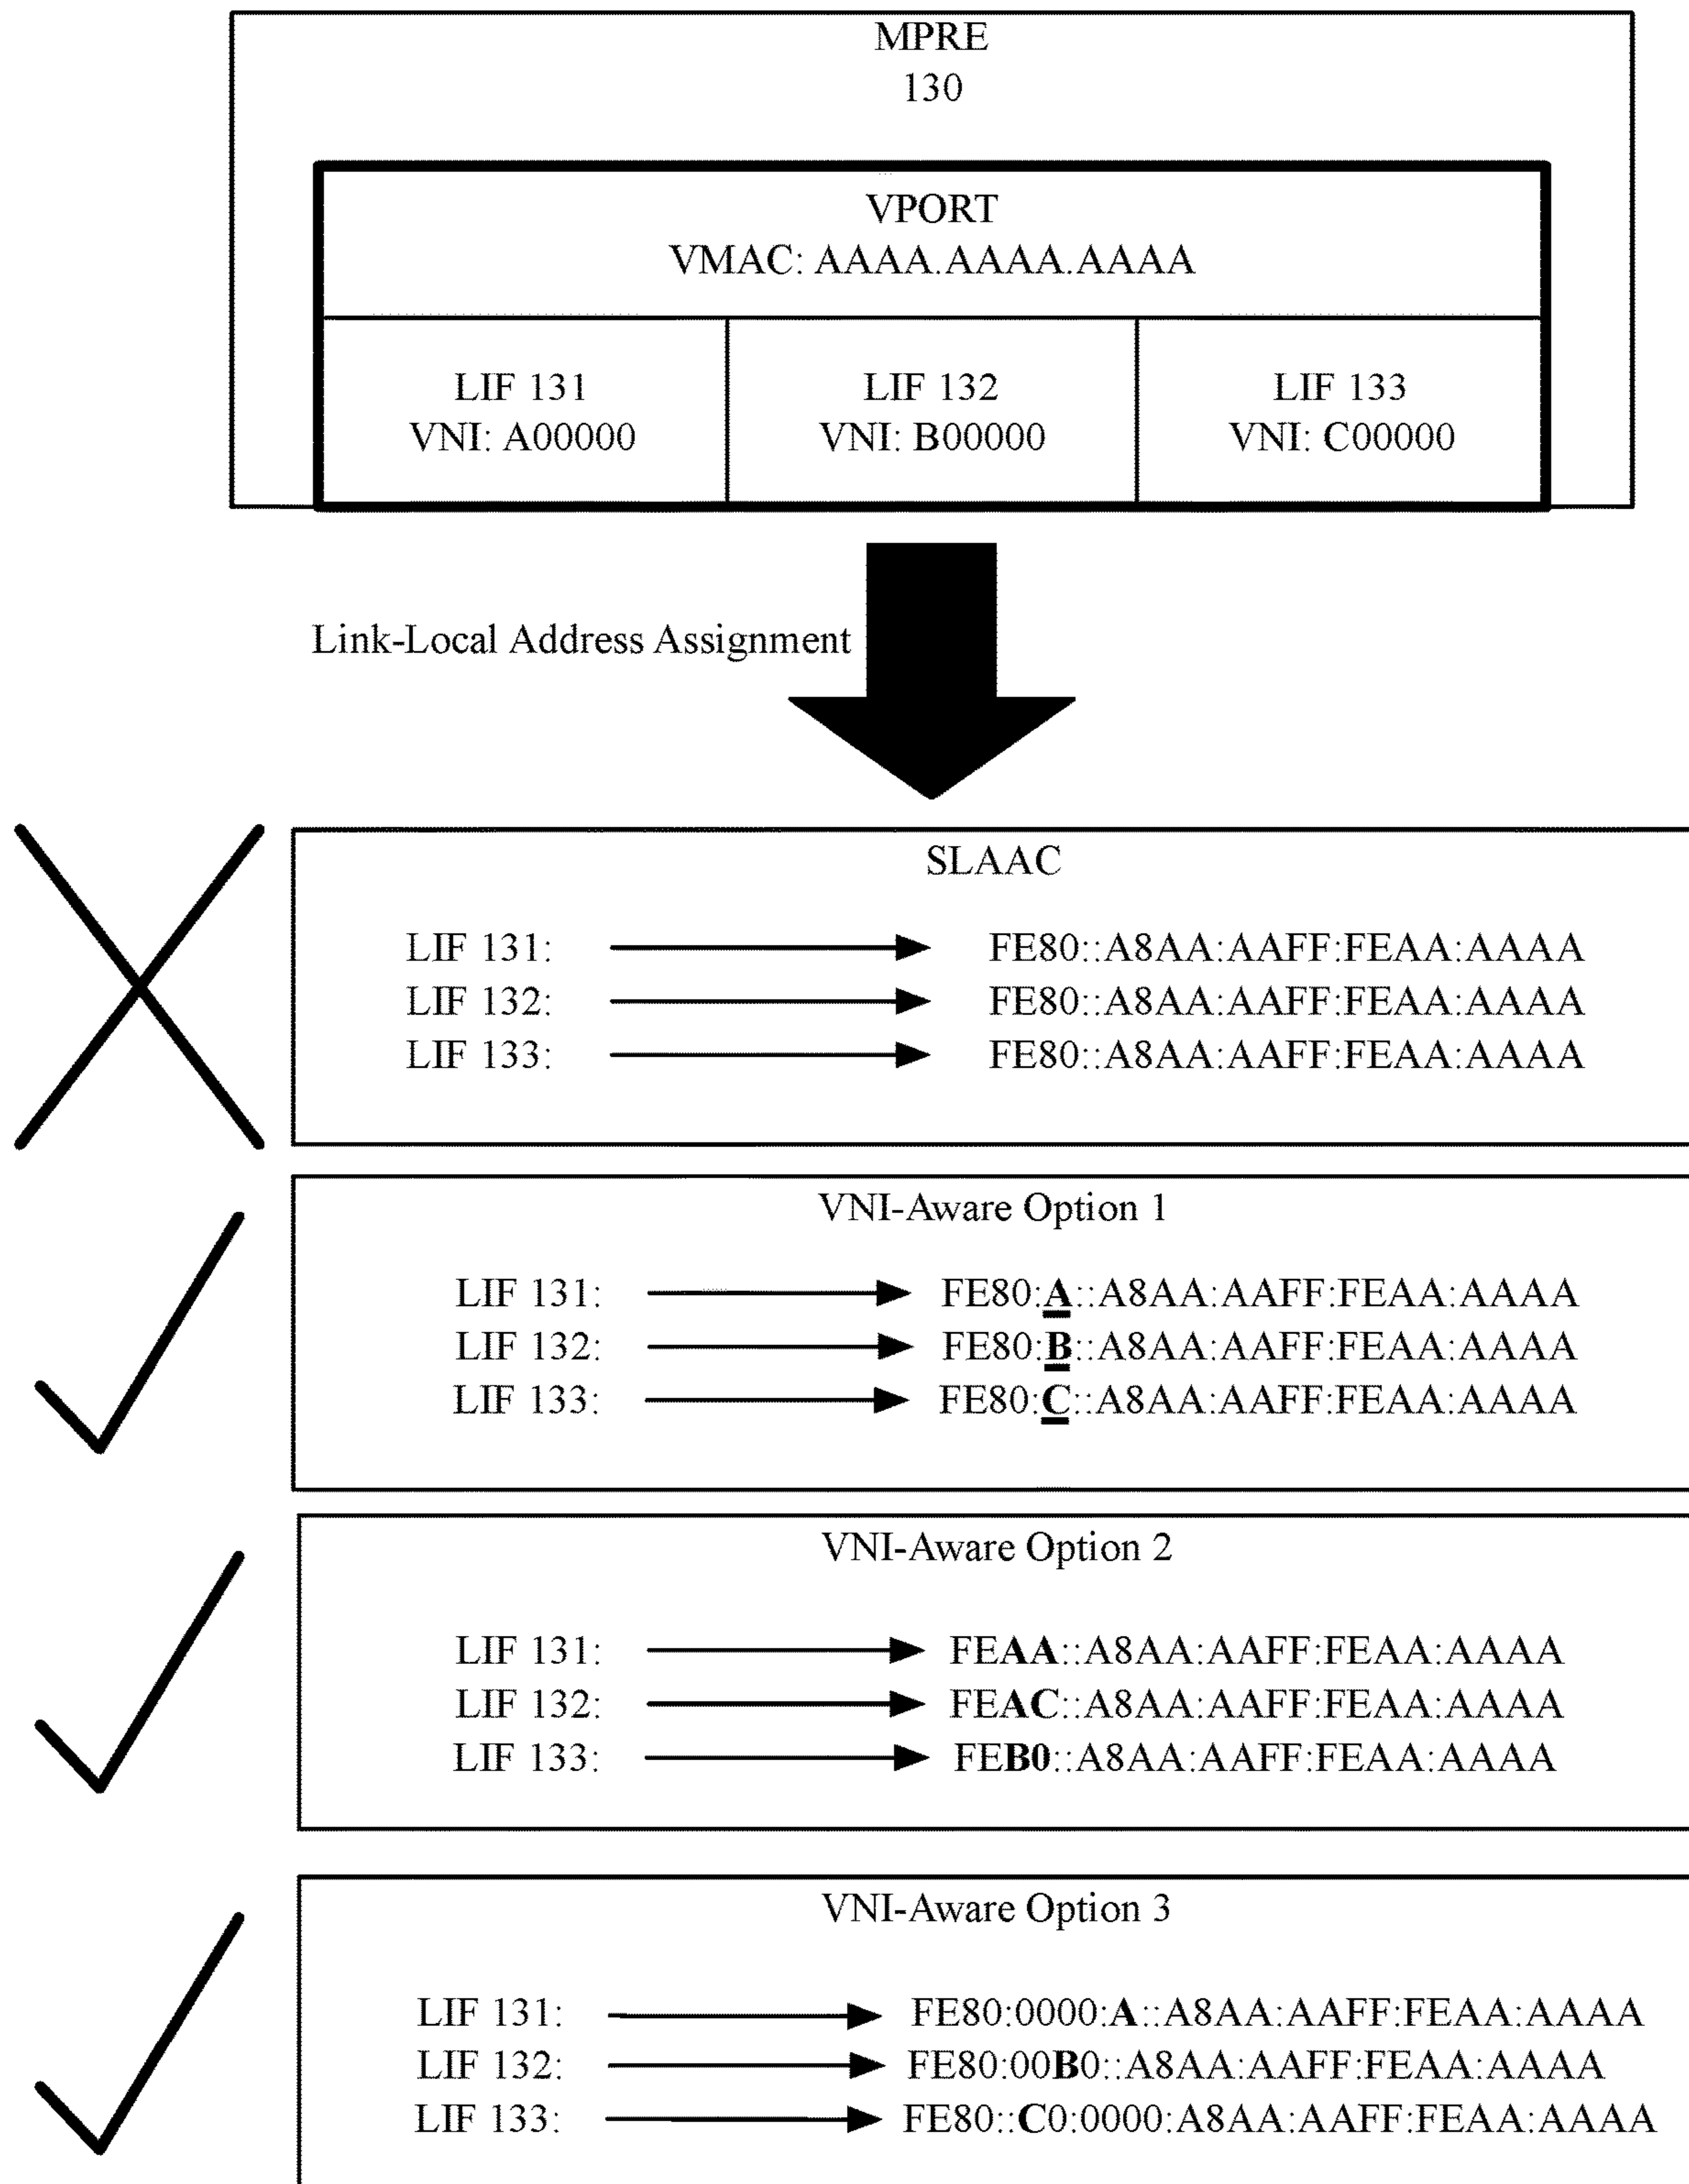 MPRE
130
VPORT
VMAC: AAAA.AAAA.AAAA
LIF 131
VNI: A00000
LIF 132
VNI: B00000
LIF 133
VNI: C00000
Link-Local Address Assignment
SLAAC
LIF 131: FE80::A8AA:AAFF:FEAA:AAAA
LIF 132: FE80::A8AA:AAFF:FEAA:AAAA
LIF 133: FE80::A8AA:AAFF:FEAA:AAAA
VNI-Aware Option 1
LIF 131: FE80:A::A8AA:AAFF:FEAA:AAAA
LIF 132: FE80:B::A8AA:AAFF:FEAA:AAAA
LIF 133: FE80:C::A8AA:AAFF:FEAA:AAAA
VNI-Aware Option 2
LIF 131: FEAA::A8AA:AAFF:FEAA:AAAA
LIF 132: FEAC::A8AA:AAFF:FEAA:AAAA
LIF 133: FEB0::A8AA:AAFF:FEAA:AAAA
VNI-Aware Option 3
LIF 131: FE80:0000:A::A8AA:AAFF:FEAA:AAAA
LIF 132: FE80:00B0::A8AA:AAFF:FEAA:AAAA
LIF 133: FE80::C0:0000:A8AA:AAFF:FEAA:AAAA